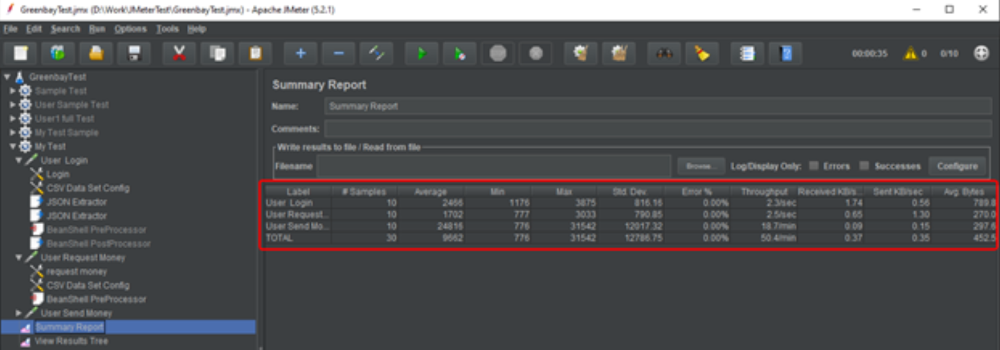 GreenbayTest.jmx (D:\Work\JMeterTest\GreenbayTest.jmx) - Apache JMeter (5.2.1)
File Edit Search Run Options Tools Help
00:00:35 0 0/10
GreenbayTest
Sample Test
User Sample Test
User1 full Test
My Test Sample
My Test
User Login
Login
CSV Data Set Config
JSON Extractor
JSON Extractor
BeanShell PreProcessor
BeanShell PostProcessor
User Request Money
request money
CSV Data Set Config
BeanShell PreProcessor
User Send Money
Summary Report
View Results Tree
Summary Report
Name: Summary Report
Comments:
Write results to file / Read from file
Filename Browse... Log/Display Only: Errors Successes Configure
Label # Samples Average Min Max Std. Dev. Error % Throughput Received KB/s... Sent KB/sec Avg. Bytes
User Login 10 2466 1176 3875 816.16 0.00% 2.3/sec 1.74 0.56 789.8
User Request... 10 1702 777 3033 790.85 0.00% 2.5/sec 0.65 1.30 270.0
User Send Mo... 10 24816 776 31542 12017.32 0.00% 18.7/min 0.09 0.15 297.6
TOTAL 30 9662 776 31542 12786.75 0.00% 50.4/min 0.37 0.35 452.5